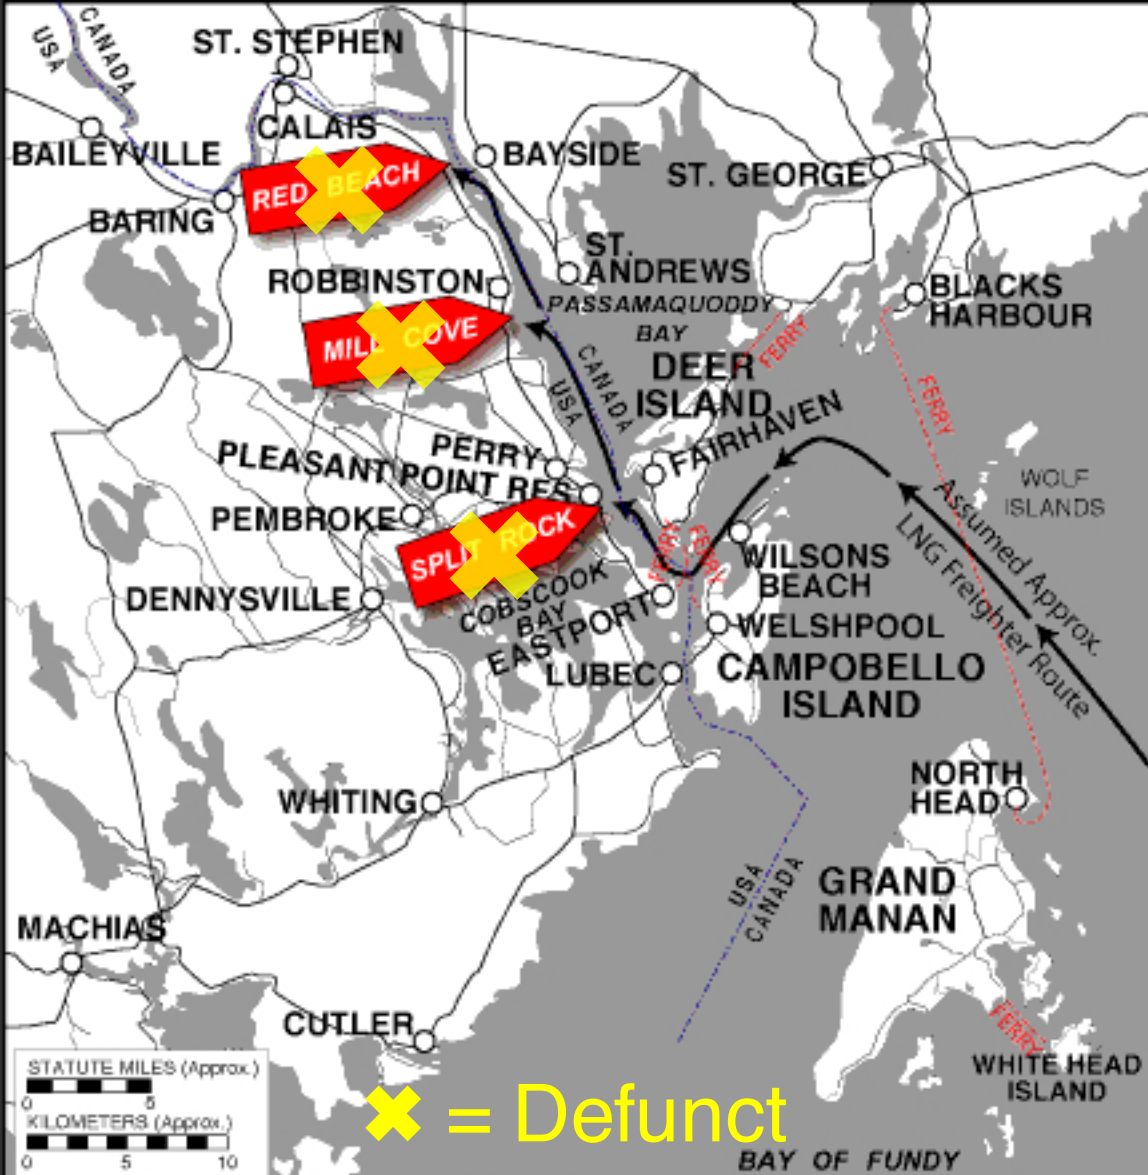 USA
CANADA
ST. STEPHEN
CALAIS
BAILEYVILLE
BARING
RED BEACH
BAYSIDE
ST. GEORGE
ROBBINSTON
ST.
ANDREWS
PASSAMAQUODDY
BAY
BLACKS
HARBOUR
MILL COVE
FERRY
FERRY
CANADA
USA
DEER
ISLAND
FAIRHAVEN
PERRY
PLEASANT POINT RES
PEMBROKE
SPLIT ROCK
WOLF
ISLANDS
Assumed Approx.
LNG Freighter Route
FERRY
FERRY
WILSONS
BEACH
DENNYSVILLE
COBSCOOK
BAY
EASTPORT
WELSHPOOL
LUBEC
CAMPOBELLO
ISLAND
WHITING
NORTH
HEAD
USA
CANADA
GRAND
MANAN
MACHIAS
CUTLER
FERRY
WHITE HEAD
ISLAND
STATUTE MILES (Approx.)
0 5
KILOMETERS (Approx.)
0 5 10
= Defunct
BAY OF FUNDY